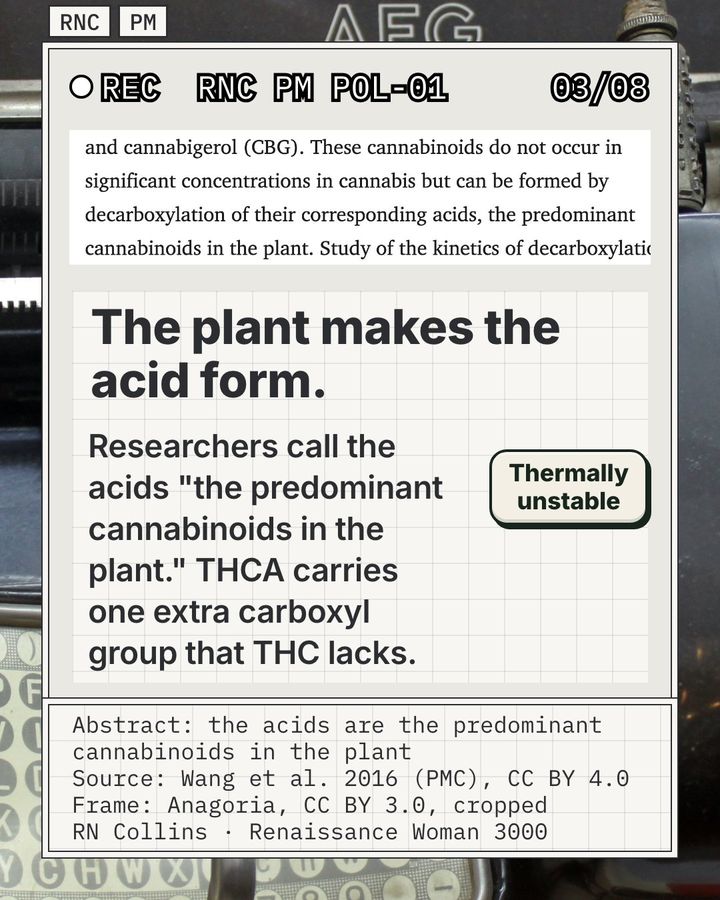 RNC PM
AEG
REC RNC PM POL-01 03/08
and cannabigerol (CBG). These cannabinoids do not occur in
significant concentrations in cannabis but can be formed by
decarboxylation of their corresponding acids, the predominant
cannabinoids in the plant. Study of the kinetics of
The plant makes the
acid form.
Researchers call the
acids "the predominant
cannabinoids in the
plant." THCA carries
one extra carboxyl
group that THC lacks.
Thermally
unstable
Abstract: the acids are the predominant
cannabinoids in the plant
Source: Wang et al. 2016 (PMC), CC BY 4.0
Frame: Anagoria, CC BY 3.0, cropped
RN Collins · Renaissance Woman 3000
Y C H W X